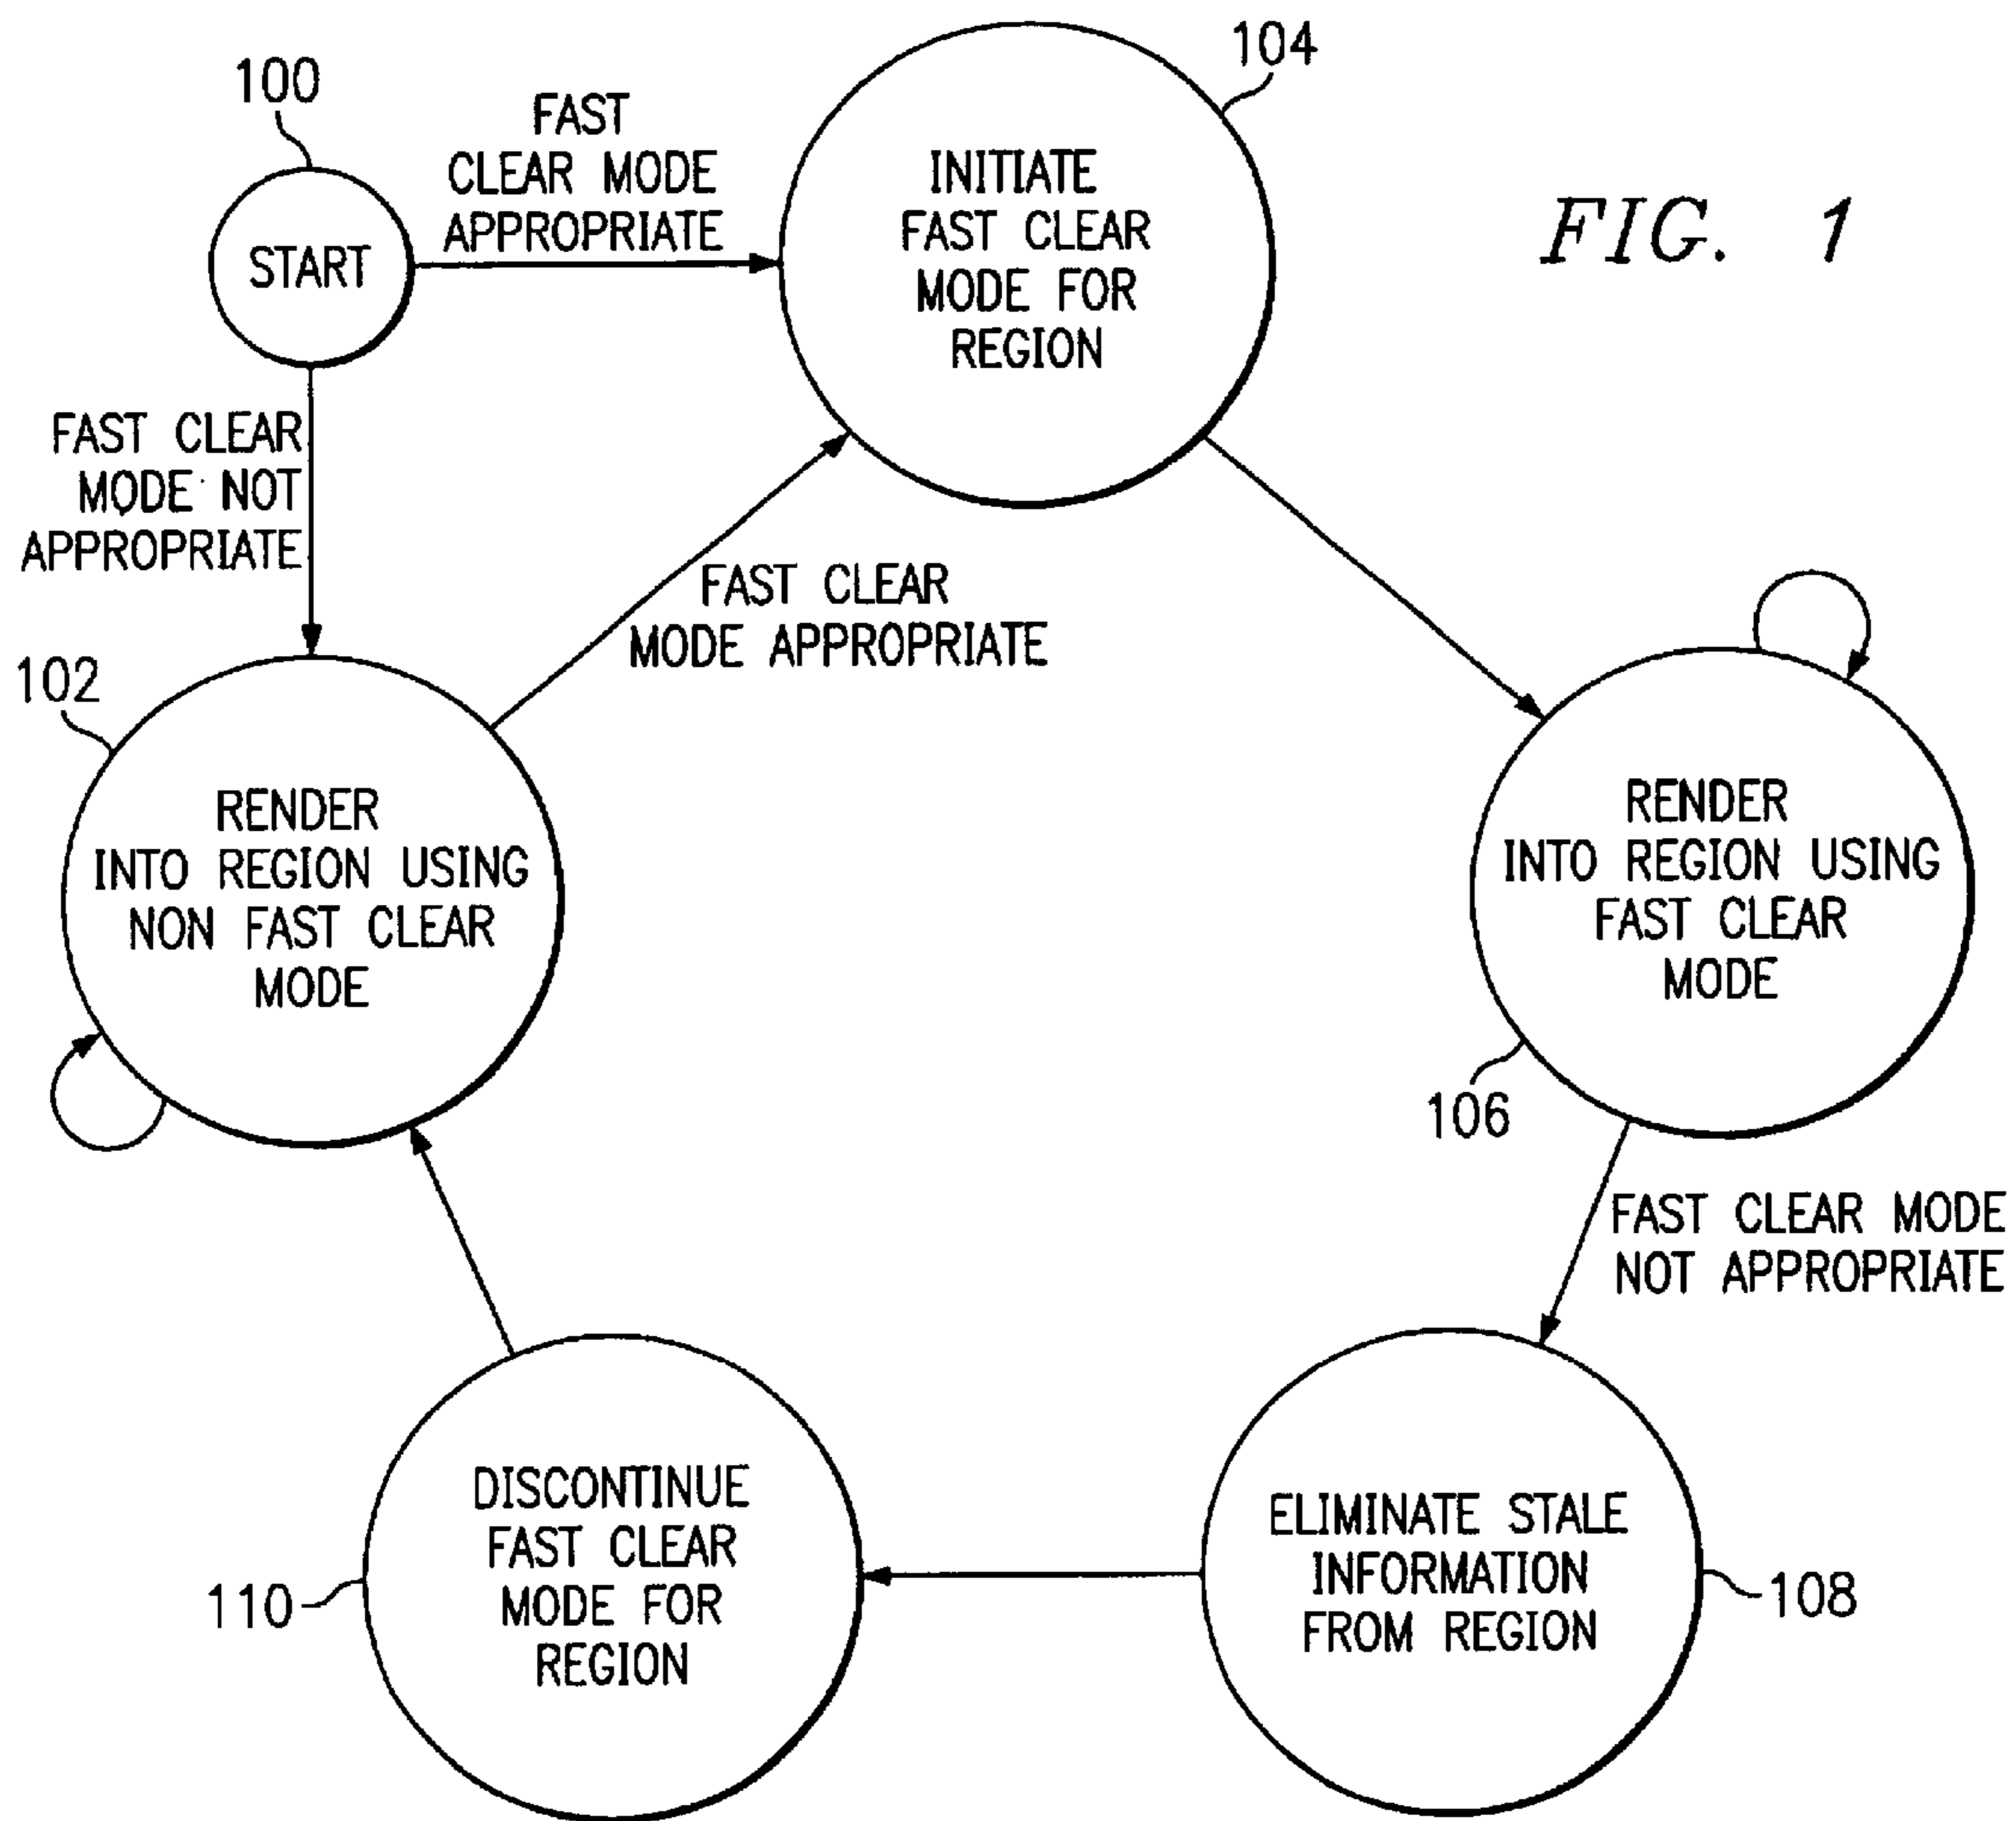 FIG. 1
100
START
FAST
CLEAR MODE
APPROPRIATE
104
INITIATE
FAST CLEAR
MODE FOR
REGION
FAST CLEAR
MODE NOT
APPROPRIATE
FAST CLEAR
MODE APPROPRIATE
102
RENDER
INTO REGION USING
NON FAST CLEAR
MODE
RENDER
INTO REGION USING
FAST CLEAR
MODE
106
FAST CLEAR MODE
NOT APPROPRIATE
DISCONTINUE
FAST CLEAR
MODE FOR
REGION
110
ELIMINATE STALE
INFORMATION
FROM REGION
108